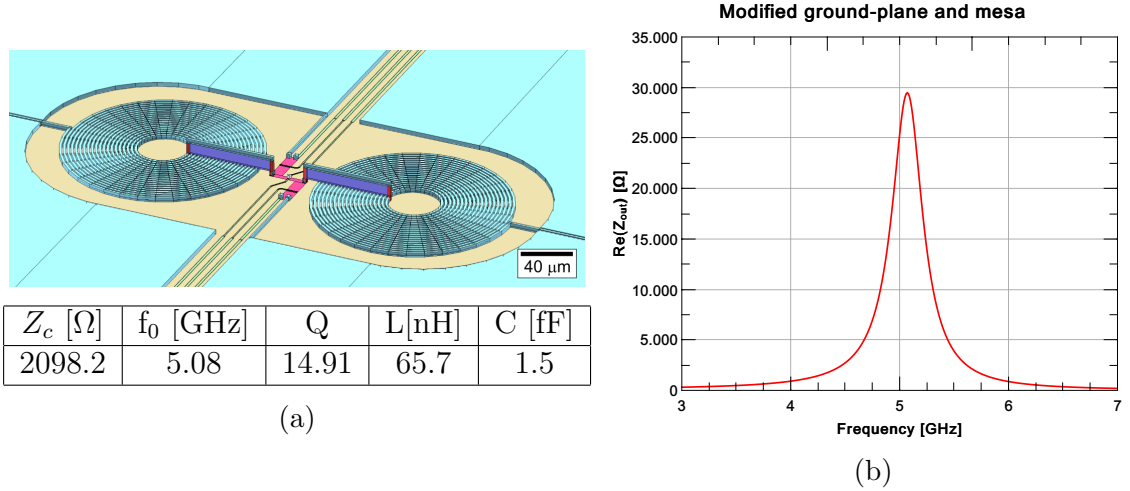 40 μm
Z_c [Ω] f_0 [GHz] Q L[nH] C [fF]
2098.2 5.08 14.91 65.7 1.5
(a)
Modified ground-plane and mesa
35.000
30.000
25.000
20.000
15.000
10.000
5.000
0
Re(Z_out) [Ω]
3 4 5 6 7
Frequency [GHz]
(b)